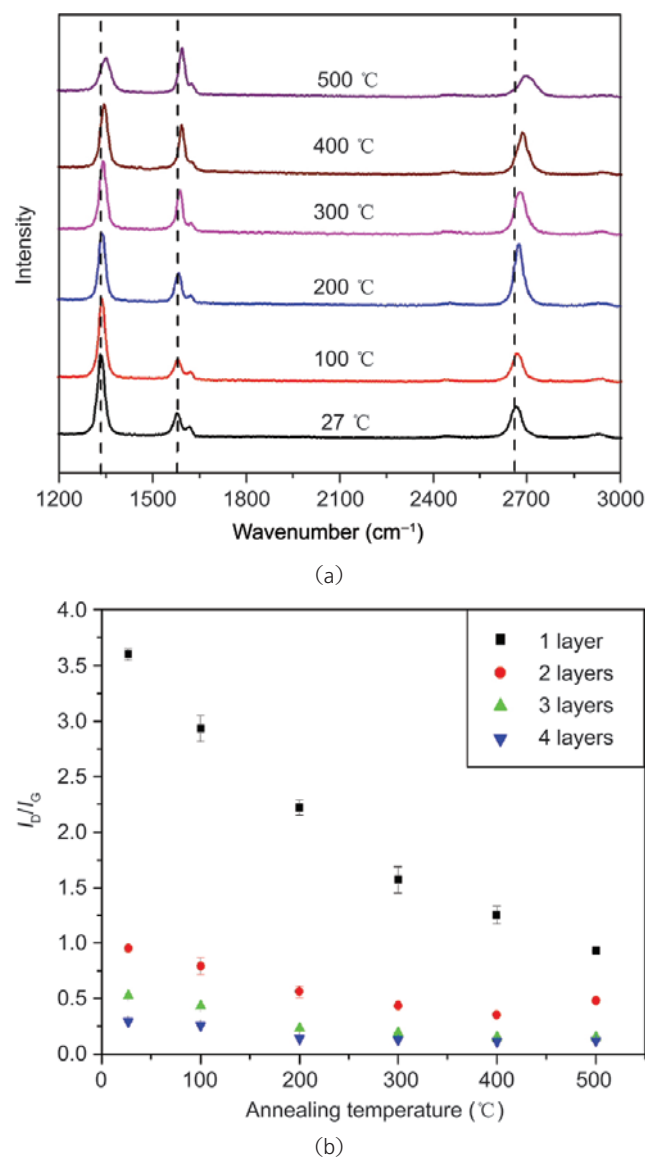 500 ℃
400 ℃
300 ℃
200 ℃
100 ℃
27 ℃
Intensity
1200 1500 1800 2100 2400 2700 3000
Wavenumber (cm⁻¹)
(a)
4.0
3.5
3.0
2.5
2.0
1.5
1.0
0.5
0.0
I_D/I_G
1 layer
2 layers
3 layers
4 layers
0 100 200 300 400 500
Annealing temperature (℃)
(b)